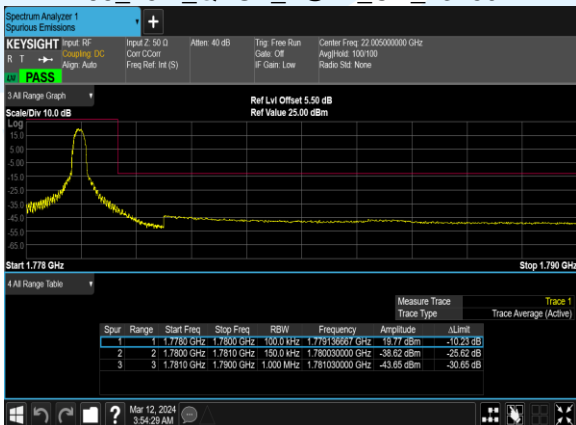 Spectrum Analyzer 1
Spurious Emissions
+
KEYSIGHT Input: RF Input Z: 50 Ω Atten: 40 dB Trig: Free Run Center Freq: 22.005000000 GHz
R T Coupling: DC Corr CCorr Gate: Off Avg|Hold: 100/100
Align: Auto Freq Ref: Int (S) IF Gain: Low Radio Std: None
PASS
3 All Range Graph
Ref Lvl Offset 5.50 dB
Scale/Div 10.0 dB Ref Value 25.00 dBm
Log
15.0
5.00
-5.00
-15.0
-25.0
-35.0
-45.0
-55.0
-65.0
Start 1.778 GHz Stop 1.790 GHz
4 All Range Table
Measure Trace Trace 1
Trace Type Trace Average (Active)
Spur Range Start Freq Stop Freq RBW Frequency Amplitude ΔLimit
1 1 1.7780 GHz 1.7800 GHz 100.0 kHz 1.779136667 GHz 19.77 dBm -10.23 dB
2 2 1.7800 GHz 1.7810 GHz 150.0 kHz 1.780030000 GHz -38.62 dBm -25.62 dB
3 3 1.7810 GHz 1.7900 GHz 1.000 MHz 1.781030000 GHz -43.65 dBm -30.65 dB
? Mar 12, 2024
3:54:29 AM